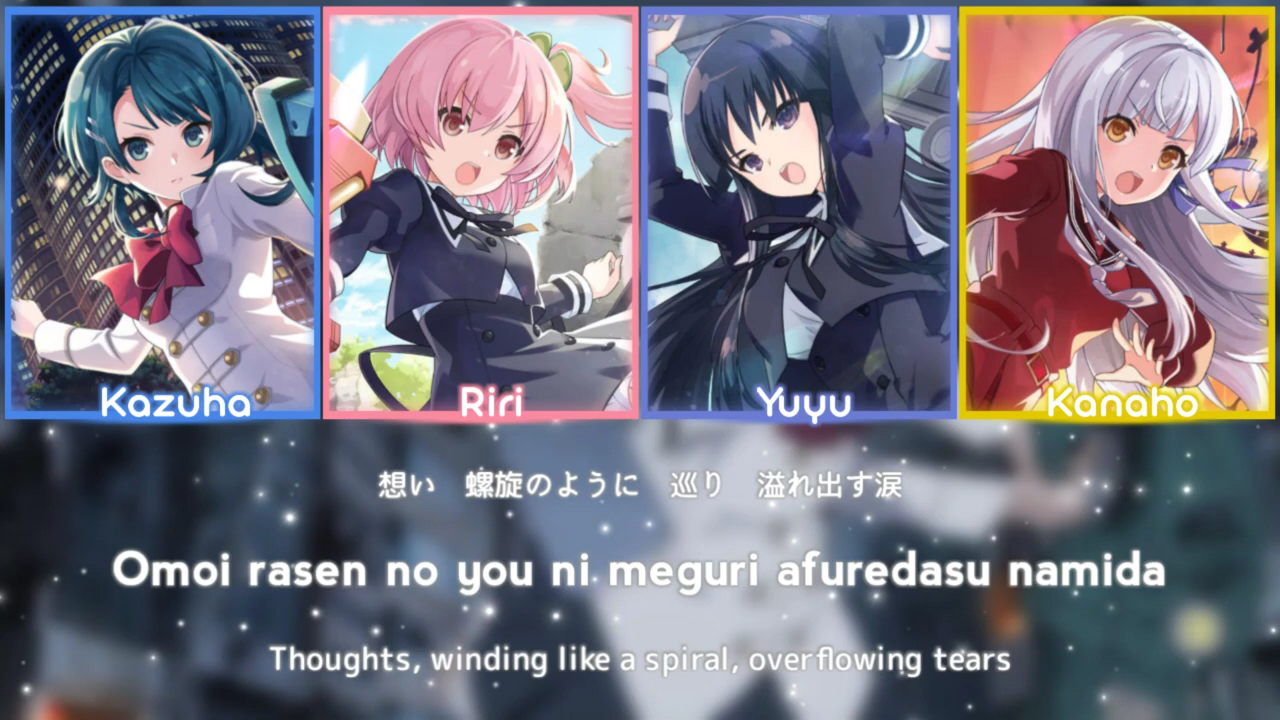 Kazuha
Riri
Yuyu
Kanaho
想い 螺旋のように 巡り 溢れ出す涙
Omoi rasen no you ni meguri afuredasu namida
Thoughts, winding like a spiral, overflowing tears